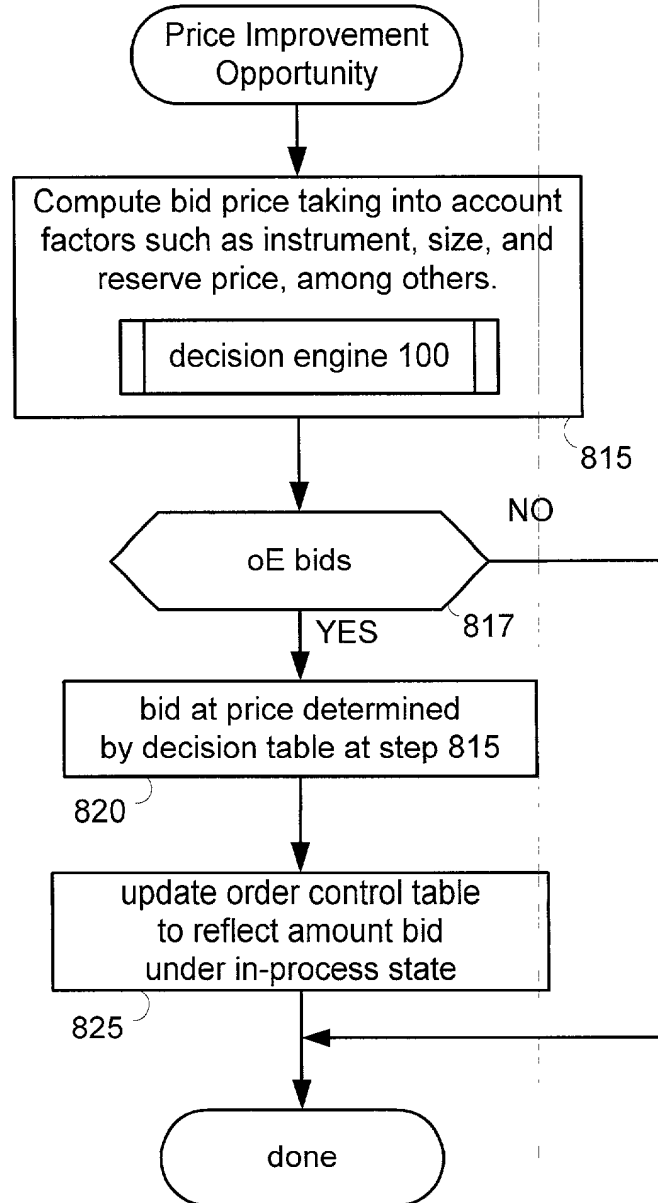 Price Improvement
Opportunity
Compute bid price taking into account
factors such as instrument, size, and
reserve price, among others.
decision engine 100
815
NO
oE bids
817
YES
bid at price determined
by decision table at step 815
820
update order control table
to reflect amount bid
under in-process state
825
done